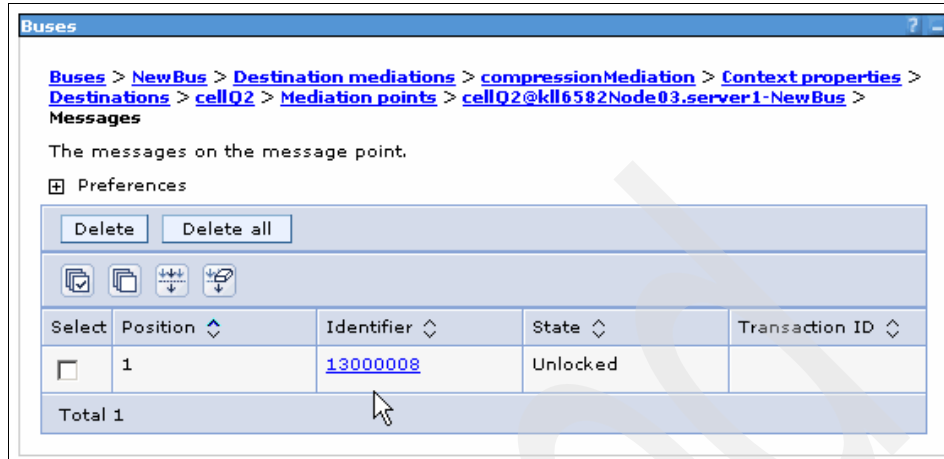 Buses ? –
Buses > NewBus > Destination mediations > compressionMediation > Context properties >
Destinations > cellQ2 > Mediation points > cellQ2@kll6582Node03.server1-NewBus >
Messages
The messages on the message point.
+ Preferences
Delete Delete all
Select Position Identifier State Transaction ID
1 13000008 Unlocked
Total 1